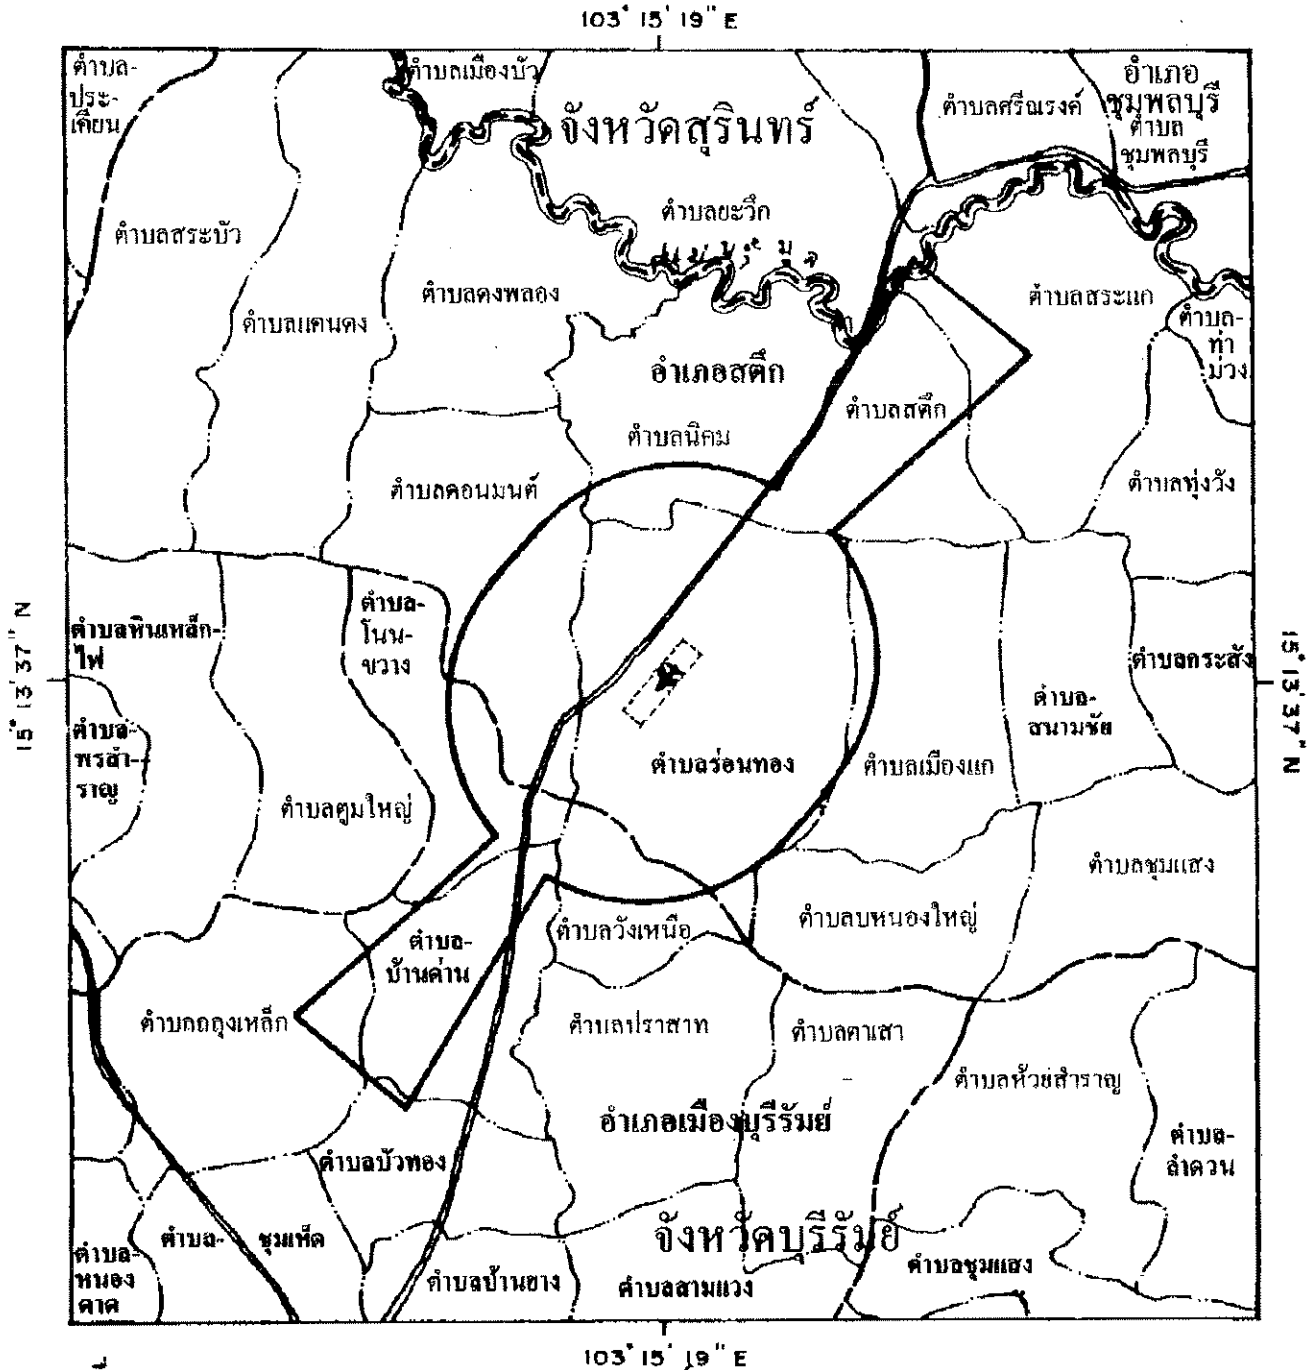 103° 15' 19" E
ตำบล-
ประ-
เคียน
ตำบลเมืองบัว
จังหวัดสุรินทร์
ตำบลศรีณรงค์
อำเภอ
ชุมพลบุรี
ตำบล
ชุมพลบุรี
ตำบลสระบัว
ตำบลยะวึก
แม่น้ำมูล
ตำบลดงพลอง
ตำบลสระแก
ตำบลแคนดง
ตำบล-
ท่า
ม่วง
อำเภอสตึก
ตำบลสตึก
ตำบลนิคม
ตำบลดอนมนต์
ตำบลทุ่งวัง
15° 13' 37" N
ตำบลหินเหล็ก-
ไฟ
ตำบล-
โนน-
ขวาง
ตำบลกระสัง
15° 13' 37" N
ตำบล-
สนามชัย
ตำบล-
พรสำ-
ราญ
ตำบลร่อนทอง
ตำบลเมืองแก
ตำบลตูมใหญ่
ตำบลชุมแสง
ตำบลวังเหนือ
ตำบลบหนองใหญ่
ตำบล-
บ้านด่าน
ตำบลถลุงเหล็ก
ตำบลปราสาท
ตำบลตาเสา
ตำบลห้วยสำราญ
อำเภอเมืองบุรีรัมย์
ตำบล-
ลำดวน
ตำบลบัวทอง
จังหวัดบุรีรัมย์
ตำบล-
ชุมเห็ด
ตำบล-
หนอง
ตาด
ตำบลบ้านยาง
ตำบลสามแวง
ตำบลชุมแสง
103° 15' 19" E